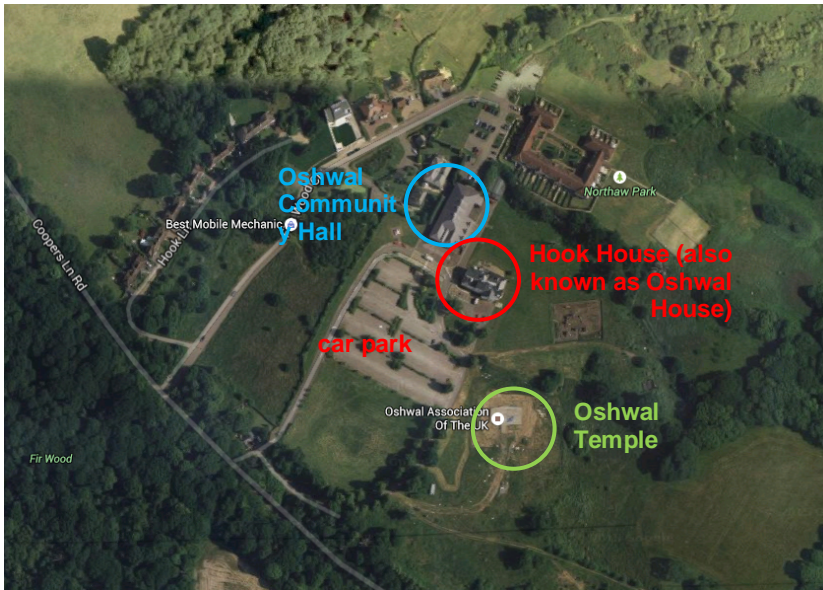 Northaw Park
Oshwal
Communit
y Hall
Best Mobile Mechanic
Coopers Ln Rd
Hook House (also
known as Oshwal
House)
car park
Oshwal Association
Of The UK
Oshwal
Temple
Fir Wood